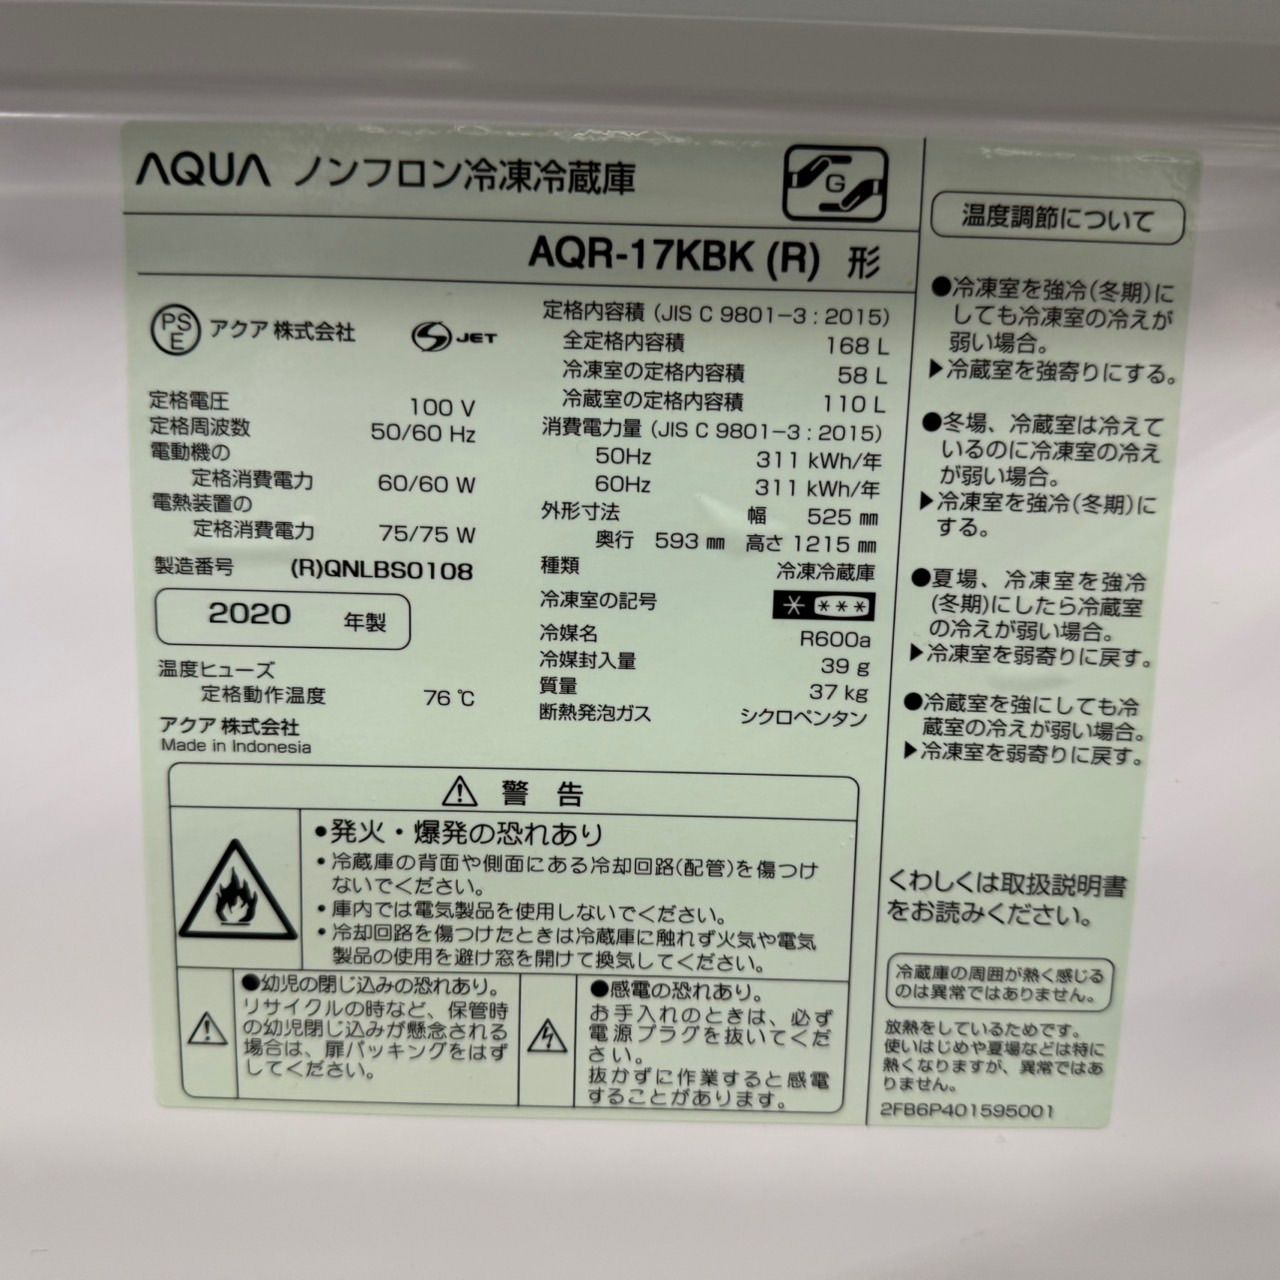 AQUA ノンフロン冷凍冷蔵庫
G
AQR-17KBK (R) 形
PSE アクア 株式会社 S JET
定格電圧 100 V
定格周波数 50/60 Hz
電動機の
定格消費電力 60/60 W
電熱装置の
定格消費電力 75/75 W
製造番号 (R)QNLBS0108
2020 年製
温度ヒューズ
定格動作温度 76 ℃
アクア 株式会社
Made in Indonesia
定格内容積 (JIS C 9801-3 : 2015)
全定格内容積 168 L
冷凍室の定格内容積 58 L
冷蔵室の定格内容積 110 L
消費電力量 (JIS C 9801-3 : 2015)
50Hz 311 kWh/年
60Hz 311 kWh/年
外形寸法 幅 525 ㎜
奥行 593 ㎜ 高さ 1215 ㎜
種類 冷凍冷蔵庫
冷凍室の記号 * ***
冷媒名 R600a
冷媒封入量 39 g
質量 37 kg
断熱発泡ガス シクロペンタン
⚠ 警 告
●発火・爆発の恐れあり
・冷蔵庫の背面や側面にある冷却回路(配管)を傷つけ
ないでください。
・庫内では電気製品を使用しないでください。
・冷却回路を傷つけたときは冷蔵庫に触れず火気や電気
製品の使用を避け窓を開けて換気してください。
●幼児の閉じ込みの恐れあり。
リサイクルの時など、保管時
の幼児閉じ込みが懸念される
場合は、扉パッキングをはず
してください。
●感電の恐れあり。
お手入れのときは、必ず
電源プラグを抜いてくだ
さい。
抜かずに作業すると感電
することがあります。
温度調節について
●冷凍室を強冷(冬期)に
しても冷凍室の冷えが
弱い場合。
▶冷蔵室を強寄りにする。
●冬場、冷蔵室は冷えて
いるのに冷凍室の冷え
が弱い場合。
▶冷凍室を強冷(冬期)に
する。
●夏場、冷凍室を強冷
(冬期)にしたら冷蔵室
の冷えが弱い場合。
▶冷凍室を弱寄りに戻す。
●冷蔵室を強にしても冷
蔵室の冷えが弱い場合。
▶冷凍室を弱寄りに戻す。
くわしくは取扱説明書
をお読みください。
冷蔵庫の周囲が熱く感じる
のは異常ではありません。
放熱をしているためです。
使いはじめや夏場などは特に
熱くなりますが、異常ではあ
りません。
2FB6P401595001